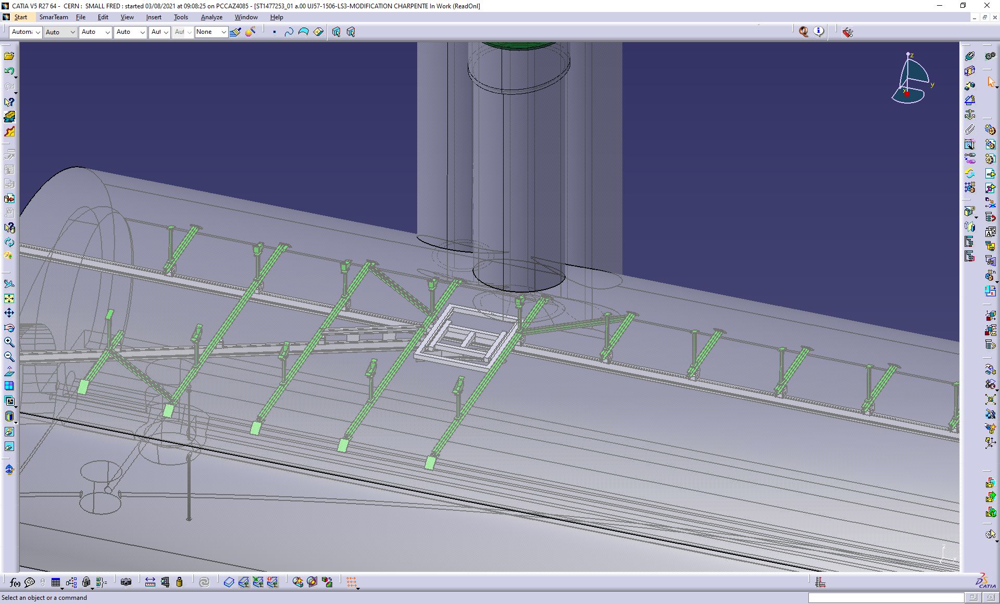 CATIA V5 R27 64 - CERN : SMALL FRED : started 03/08/2021 at 09:08:25 on PCCAZ4085 - [ST1477253_01 a.00 UJ57-1506-LS3-MODIFICATION CHARPENTE In Work (ReadOnl]
Start SmarTeam File Edit View Insert Tools Analyze Window Help
Autom Auto Auto Auto Aut Aut None
z
y
x
f(x)
CATIA
Select an object or a command